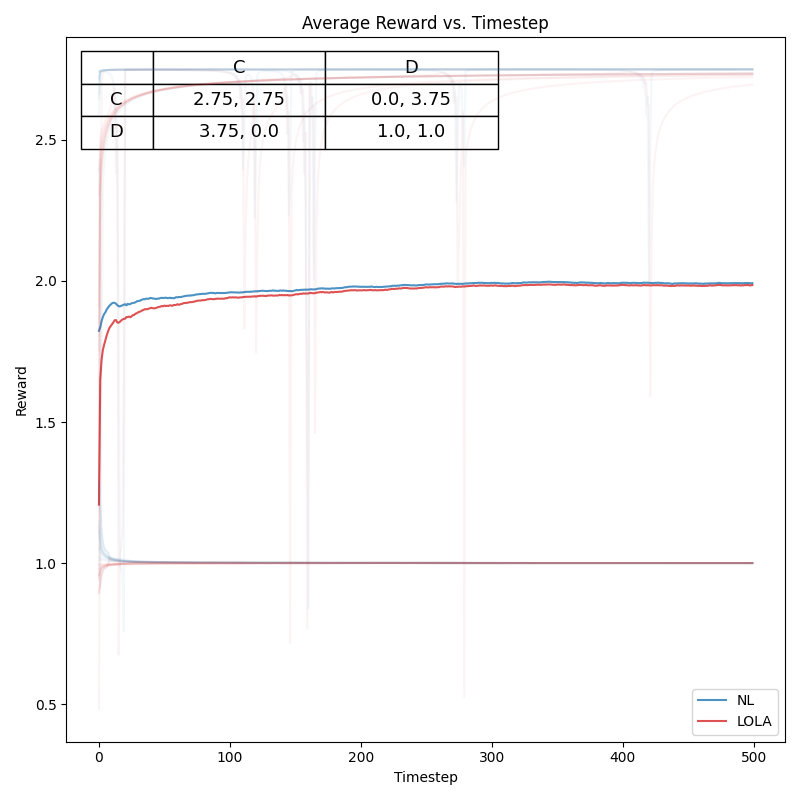 Average Reward vs. Timestep
C D
C 2.75, 2.75 0.0, 3.75
D 3.75, 0.0 1.0, 1.0
2.5
2.0
1.5
1.0
0.5
Reward
NL
LOLA
0 100 200 300 400 500
Timestep